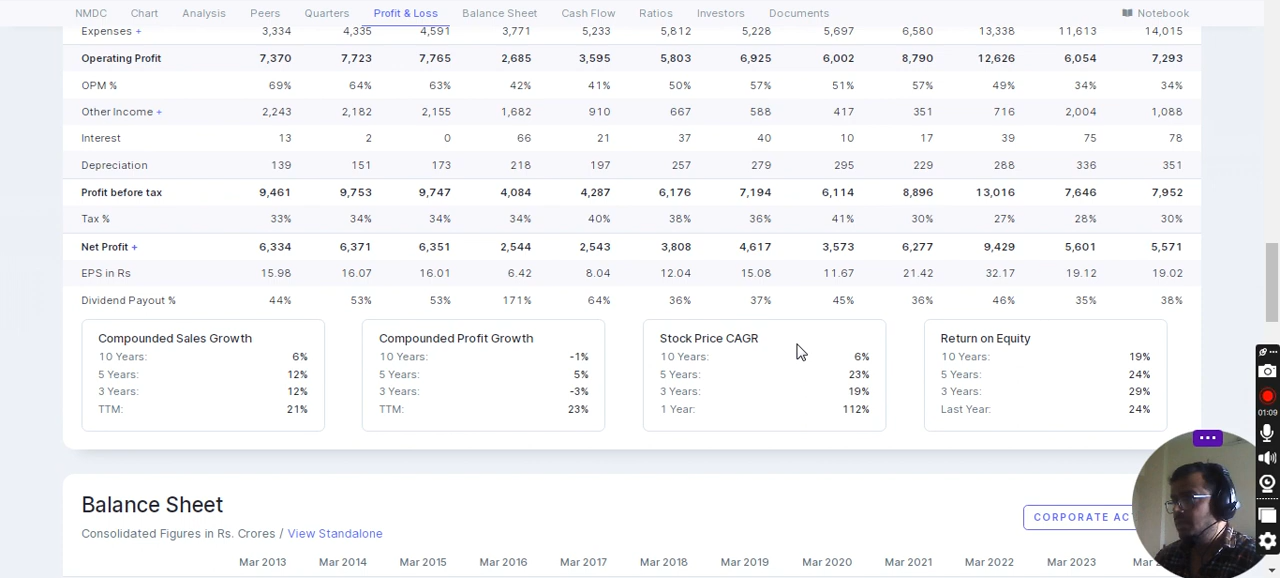 NMDC Chart Analysis Peers Quarters Profit & Loss Balance Sheet Cash Flow Ratios Investors Documents Notebook
Expenses + 3,334 4,335 4,591 3,771 5,233 5,812 5,697 6,580 13,338 11,613 14,015
Operating Profit 7,370 7,723 7,765 2,685 3,595 5,803 6,925 6,002 8,790 12,626 6,054 7,293
OPM % 69% 64% 63% 42% 41% 50% 57% 51% 57% 49% 34% 34%
Other Income + 2,243 2,182 2,155 1,682 910 667 588 417 351 716 2,004 1,088
Interest 13 2 0 66 21 37 40 10 17 39 75 78
Depreciation 139 151 173 218 197 257 279 295 229 288 336 351
Profit before tax 9,461 9,753 9,747 4,084 4,287 6,176 7,194 6,114 8,896 13,016 7,646 7,952
Tax % 33% 34% 34% 34% 40% 38% 36% 41% 30% 27% 28% 30%
Net Profit + 6,334 6,371 6,351 2,544 2,543 3,808 4,617 3,573 6,277 9,429 5,601 5,571
EPS in Rs 15.98 16.07 16.01 6.42 8.04 12.04 15.08 11.67 21.42 32.17 19.12 19.02
Dividend Payout % 44% 53% 53% 171% 64% 36% 37% 45% 36% 46% 35% 38%
Compounded Sales Growth
10 Years: 6%
5 Years: 12%
3 Years: 12%
TTM: 21%
Compounded Profit Growth
10 Years: -1%
5 Years: 5%
3 Years: -3%
TTM: 23%
Stock Price CAGR
10 Years: 6%
5 Years: 23%
3 Years: 19%
1 Year: 112%
Return on Equity
10 Years: 19%
5 Years: 24%
3 Years: 29%
Last Year: 24%
01:09
Balance Sheet
Consolidated Figures in Rs. Crores / View Standalone
CORPORATE AC
Mar 2013 Mar 2014 Mar 2015 Mar 2016 Mar 2017 Mar 2018 Mar 2019 Mar 2020 Mar 2021 Mar 2022 Mar 2023 Mar 2